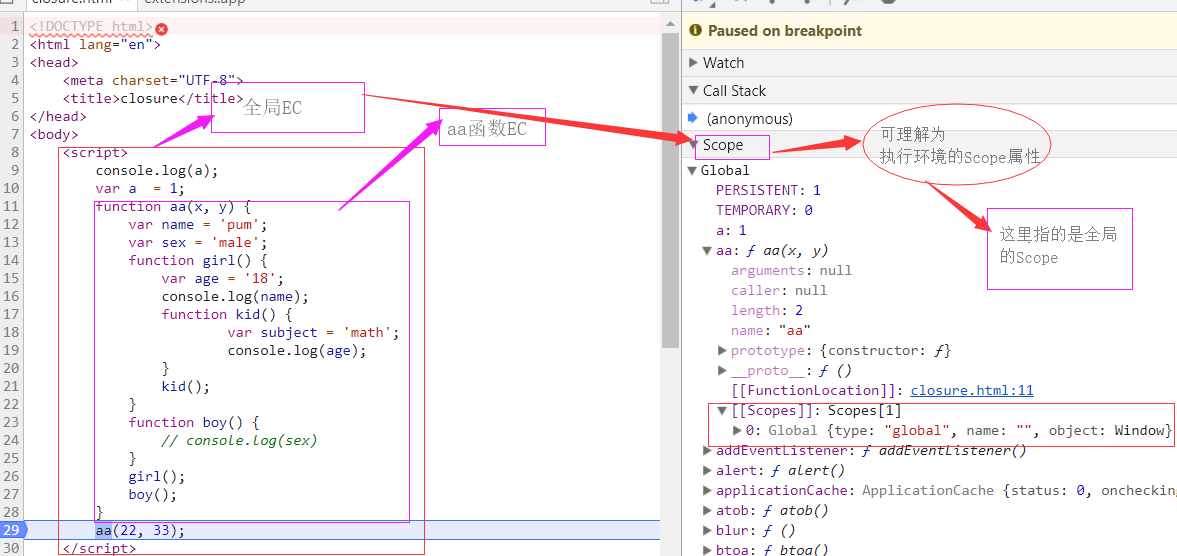 closure.html
extensions::app
1 <!DOCTYPE html>
2 <html lang="en">
3 <head>
4 <meta charset="UTF-8">
5 <title>closure</title>
6 </head>
7 <body>
8 <script>
9 console.log(a);
10 var a  = 1;
11 function aa(x, y) {
12 var name = 'pum';
13 var sex = 'male';
14 function girl() {
15 var age = '18';
16 console.log(name);
17 function kid() {
18 var subject = 'math';
19 console.log(age);
20 }
21 kid();
22 }
23 function boy() {
24 // console.log(sex)
25 }
26 girl();
27 boy();
28 }
29 aa(22, 33);
30 </script>
全局EC
aa函数EC
Paused on breakpoint
Watch
Call Stack
(anonymous)
Scope
可理解为
执行环境的Scope属性
Global
PERSISTENT: 1
TEMPORARY: 0
a: 1
aa: ƒ aa(x, y)
arguments: null
caller: null
length: 2
name: "aa"
prototype: {constructor: ƒ}
__proto__: ƒ ()
[[FunctionLocation]]: closure.html:11
[[Scopes]]: Scopes[1]
0: Global {type: "global", name: "", object: Window}
addEventListener: ƒ addEventListener()
alert: ƒ alert()
applicationCache: ApplicationCache {status: 0, onchecking
atob: ƒ atob()
blur: ƒ ()
btoa: ƒ btoa()
这里指的是全局
的Scope